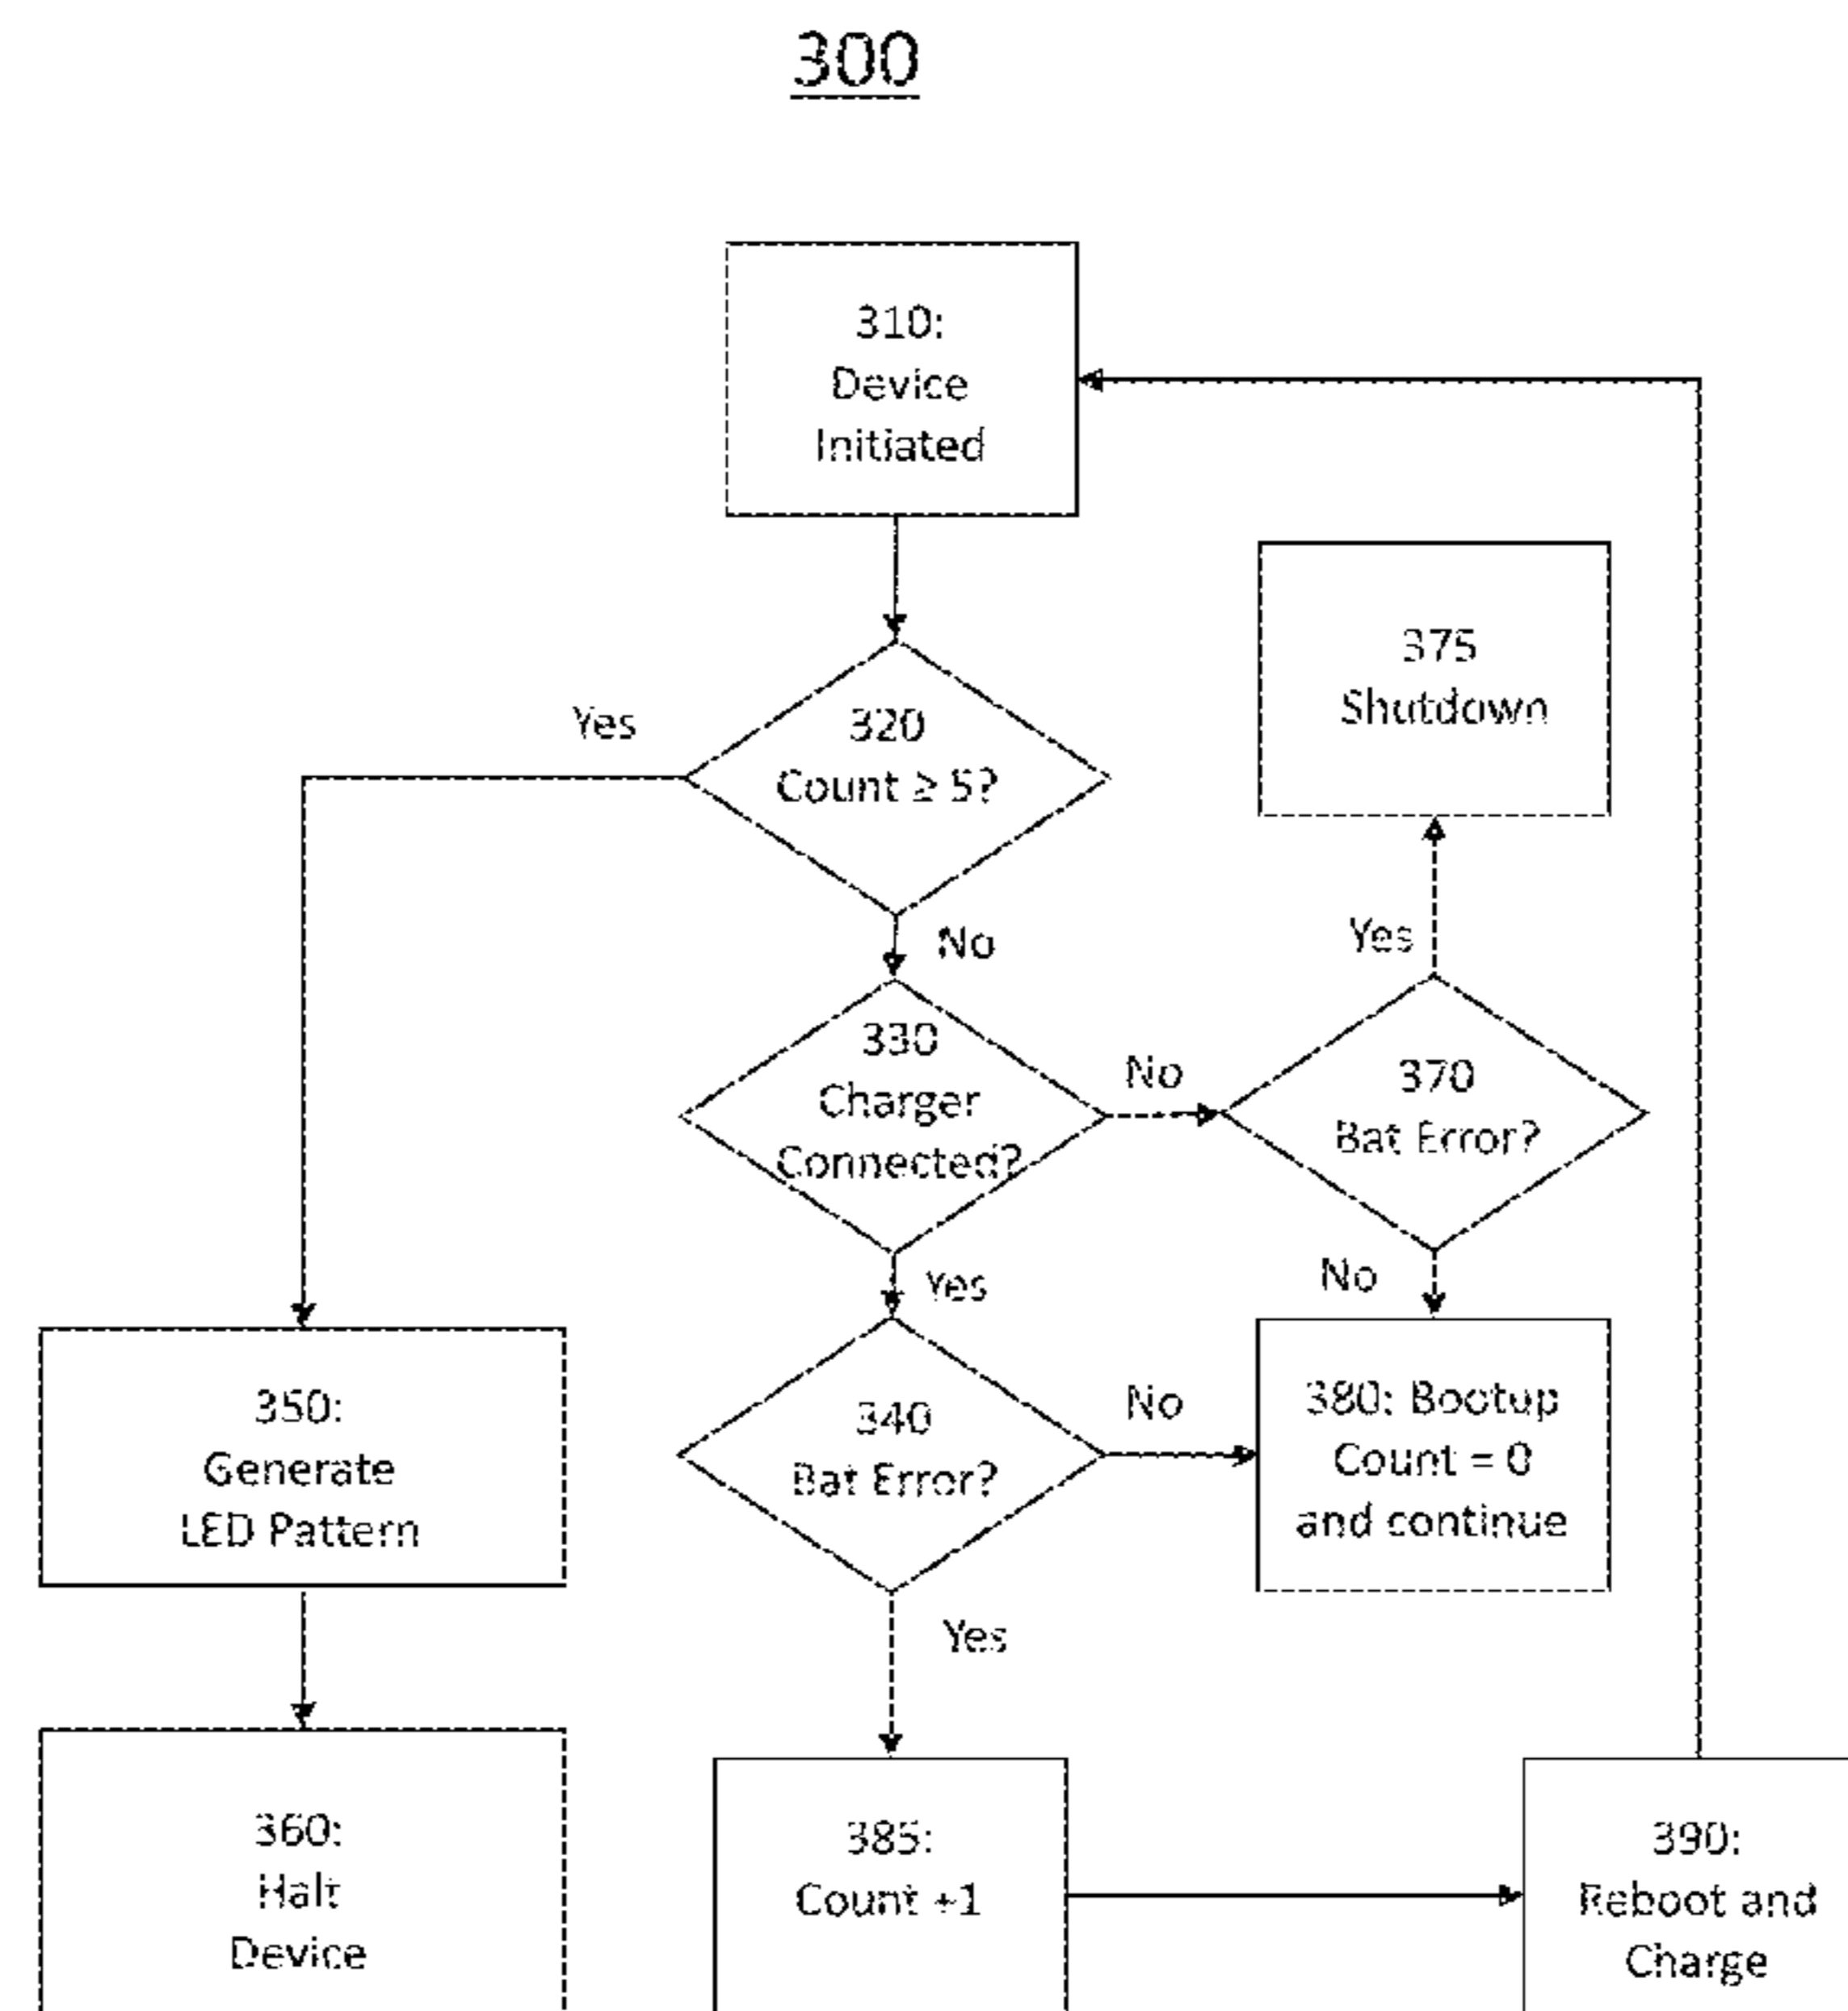 300
310:
Device
Initiated
375
Shutdown
Yes
320
Count ≥ 5?
No
Yes
330
Charger
Connected?
No
370
Bat Error?
Yes
No
350:
Generate
LED Pattern
340
Bat Error?
No
380: Bootup
Count = 0
and continue
Yes
360:
Halt
Device
385:
Count +1
390:
Reboot and
Charge